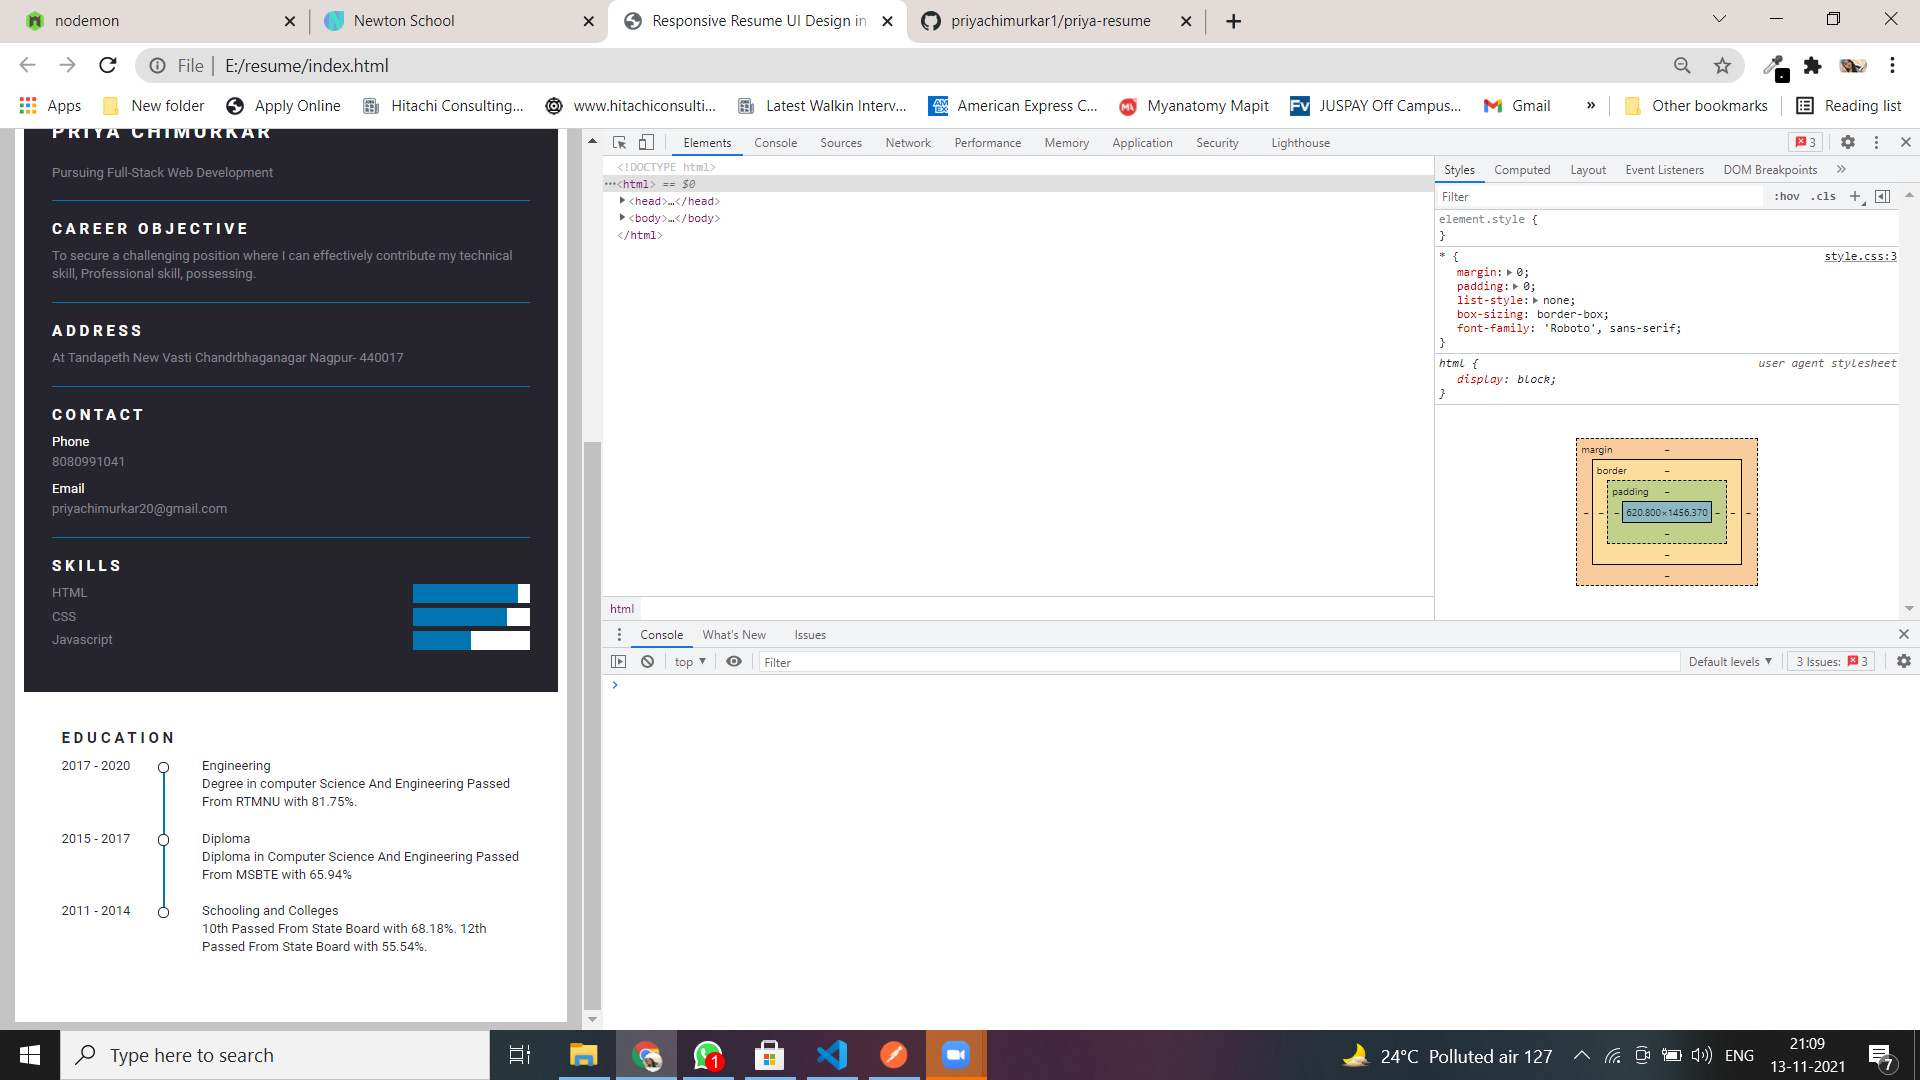 nodemon
Newton School
Responsive Resume UI Design in
priyachimurkar1/priya-resume
File
E:/resume/index.html
Apps
New folder
Apply Online
Hitachi Consulting...
www.hitachiconsulti...
Latest Walkin Interv...
American Express C...
Myanatomy Mapit
JUSPAY Off Campus...
Gmail
»
Other bookmarks
Reading list
PRIYA CHIMURKAR
Pursuing Full-Stack Web Development
CAREER OBJECTIVE
To secure a challenging position where I can effectively contribute my technical
skill, Professional skill, possessing.
ADDRESS
At Tandapeth New Vasti Chandrbhaganagar Nagpur- 440017
CONTACT
Phone
8080991041
Email
priyachimurkar20@gmail.com
SKILLS
HTML
CSS
Javascript
EDUCATION
2017 - 2020
Engineering
Degree in computer Science And Engineering Passed
From RTMNU with 81.75%.
2015 - 2017
Diploma
Diploma in Computer Science And Engineering Passed
From MSBTE with 65.94%
2011 - 2014
Schooling and Colleges
10th Passed From State Board with 68.18%. 12th
Passed From State Board with 55.54%.
Elements
Console
Sources
Network
Performance
Memory
Application
Security
Lighthouse
3
<!DOCTYPE html>
···<html> == $0
<head>…</head>
<body>…</body>
</html>
html
Styles
Computed
Layout
Event Listeners
DOM Breakpoints
»
Filter
:hov
.cls
+
element.style {
}
* {
style.css:3
margin: 0;
padding: 0;
list-style: none;
box-sizing: border-box;
font-family: 'Roboto', sans-serif;
}
html {
user agent stylesheet
display: block;
}
margin
border
padding
620.800×1456.370
Console
What's New
Issues
top ▼
Filter
Default levels ▼
3 Issues:
3
>
Type here to search
1
24°C Polluted air 127
ENG
21:09
13-11-2021
7